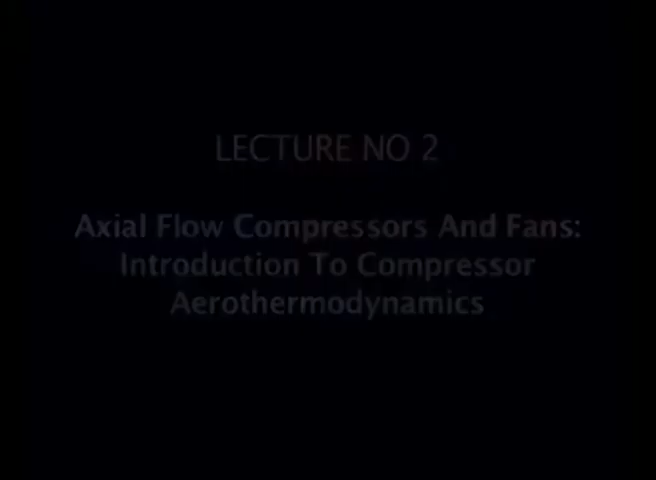 LECTURE NO 2
Axial Flow Compressors And Fans:
Introduction To Compressor
Aerothermodynamics